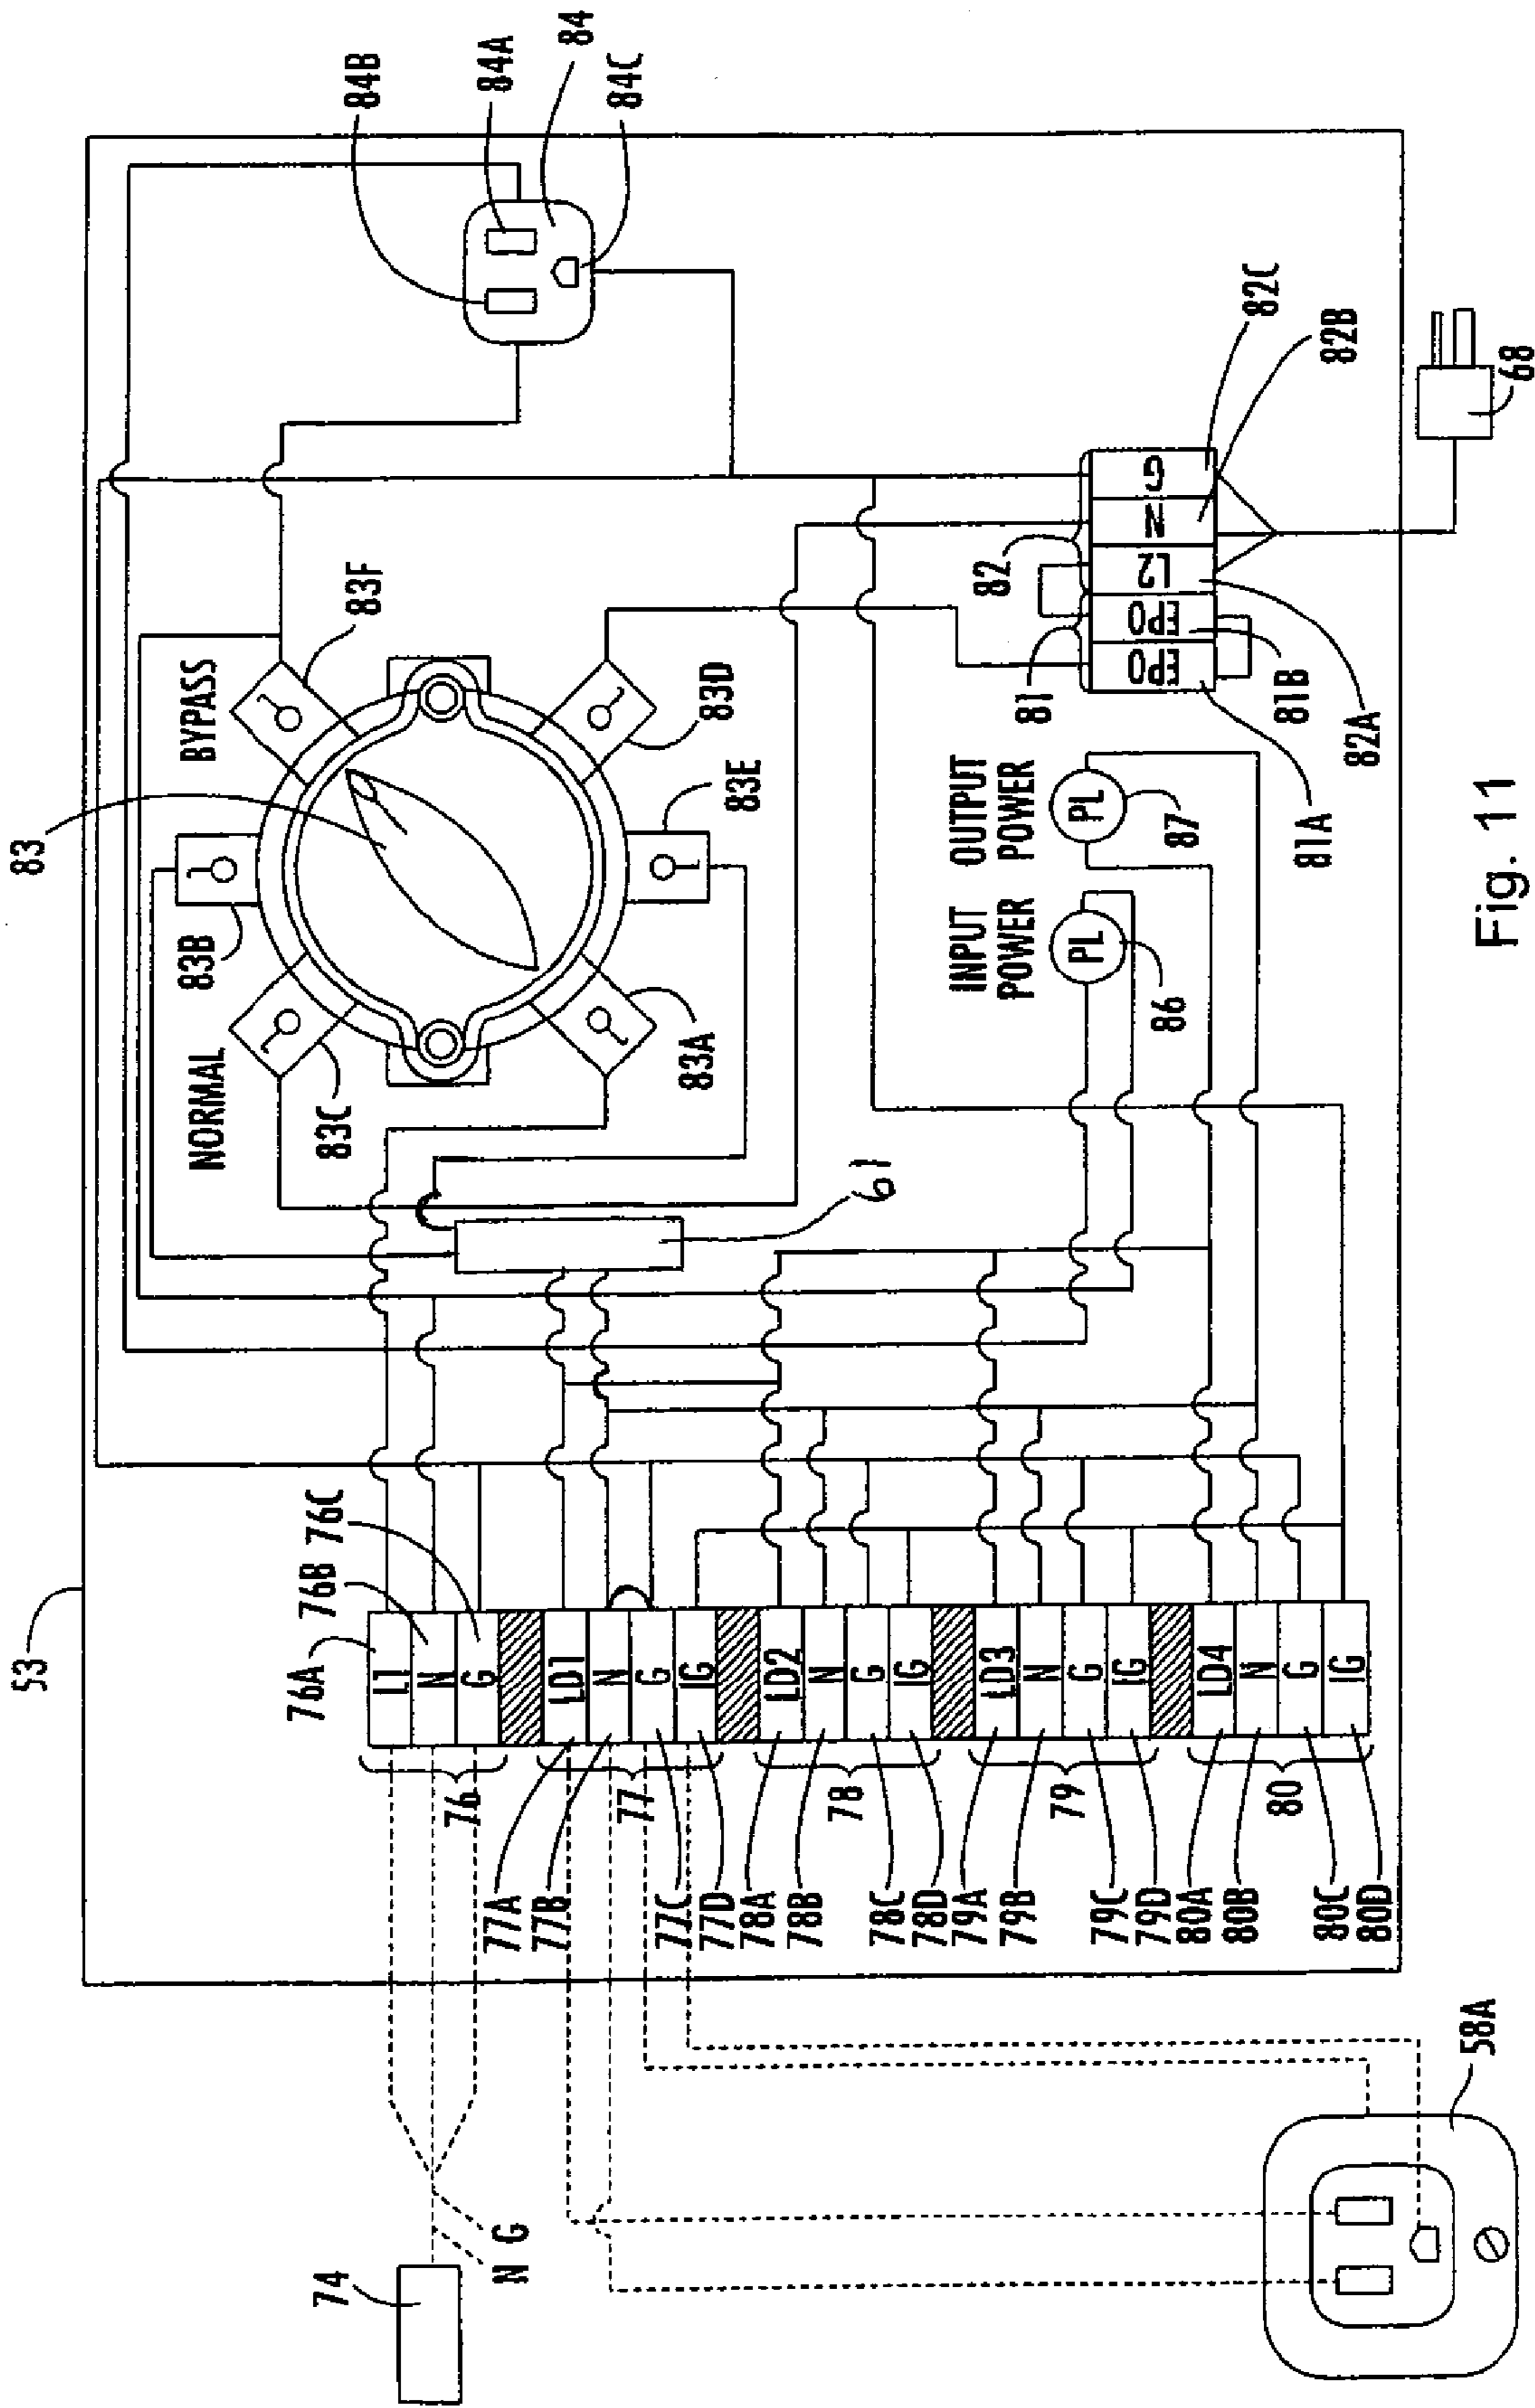 53
84B
84A
84
84C
83
BYPASS
83F
83B
NORMAL
83C
83D
83E
83A
76A
76B
76C
61
INPUT
POWER
OUTPUT
POWER
PL
PL
86
87
81
82
EPO
EPO
L2
N
G
81A
81B
82A
82B
82C
68
L1
N
G
LD1
N
G
IG
LD2
N
G
IG
LD3
N
G
IG
LD4
N
G
IG
76
77
78
79
80
77A
77B
77C
77D
78A
78B
78C
78D
79A
79B
79C
79D
80A
80B
80C
80D
74
N
G
58A
Fig. 11